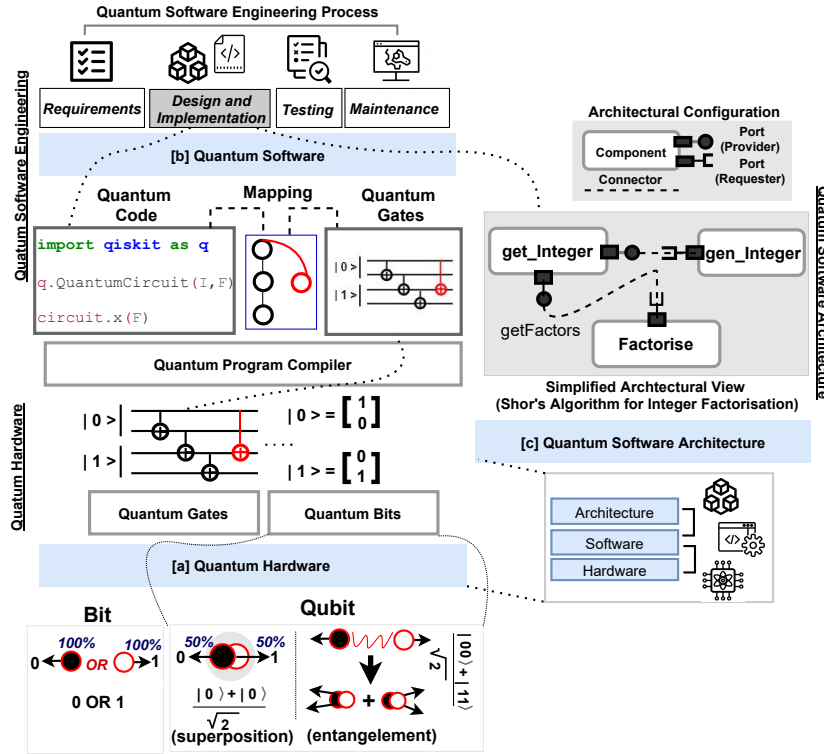 Quantum Software Engineering Process
Requirements
Design and
Implementation
Testing
Maintenance
[b] Quantum Software
Quatum Software Engineering
Quantum
Code
Mapping
Quantum
Gates
import qiskit as q
q.QuantumCircuit(I,F)
circuit.x(F)
| 0 >|
| 1 >|
Quantum Program Compiler
Quatum Hardware
| 0 >|
| 1 >|
| 0 > = [ 1
0 ]
| 1 > = [ 0
1 ]
Quantum Gates
Quantum Bits
[a] Quantum Hardware
Bit
100%
100%
0
OR
1
0 OR 1
Qubit
50%
50%
0
1
| 0 ⟩ + | 0 ⟩
√2
(superposition)
+
(entangelement)
| 00⟩ + | 11⟩
√2
Architectural Configuration
Component
Port
(Provider)
Port
(Requester)
Connector
Quatum Software Architecture
get_Integer
gen_Integer
getFactors
Factorise
Simplified Archtectural View
(Shor's Algorithm for Integer Factorisation)
[c] Quantum Software Architecture
Architecture
Software
Hardware